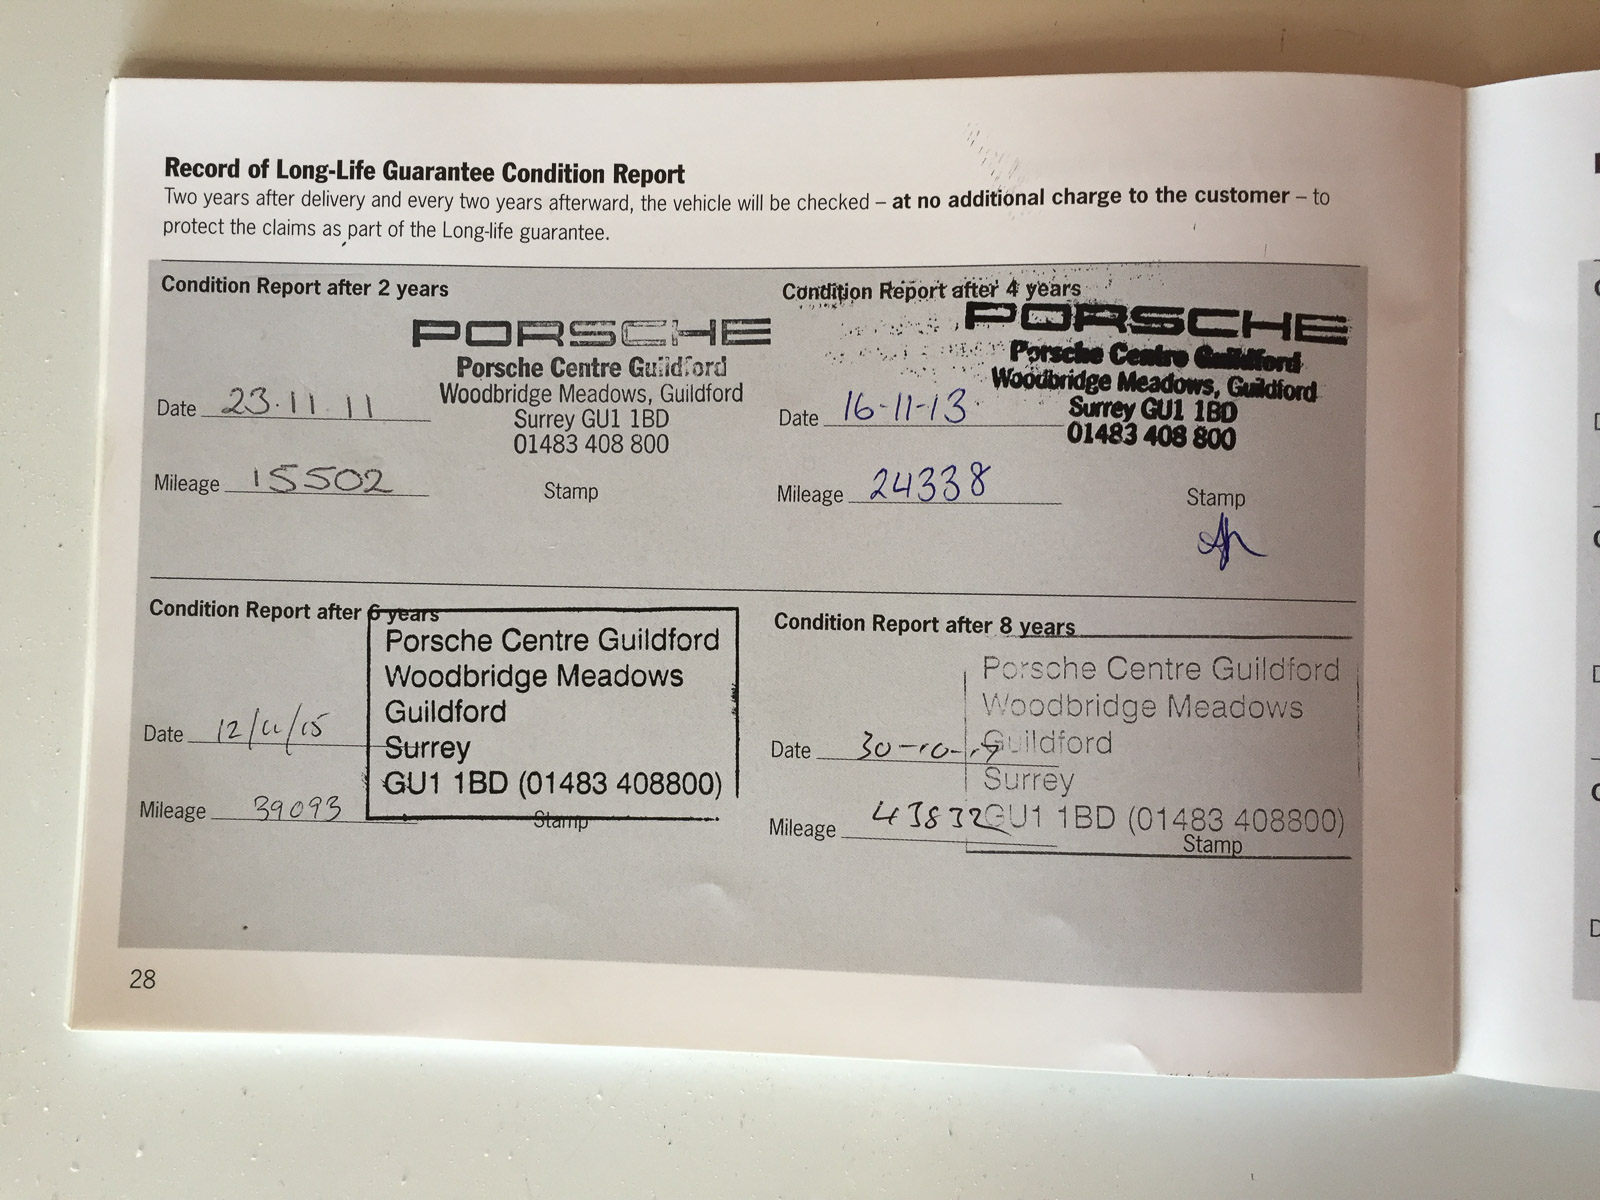 Record of Long-Life Guarantee Condition Report
Two years after delivery and every two years afterward, the vehicle will be checked – at no additional charge to the customer – to
protect the claims as part of the Long-life guarantee.
Condition Report after 2 years
PORSCHE
Porsche Centre Guildford
Woodbridge Meadows, Guildford
Surrey GU1 1BD
01483 408 800
Date 23.11.11
Mileage 15502
Stamp
Condition Report after 4 years
PORSCHE
Porsche Centre Guildford
Woodbridge Meadows, Guildford
Surrey GU1 1BD
01483 408 800
Date 16-11-13
Mileage 24338
Stamp
Condition Report after 6 years
Porsche Centre Guildford
Woodbridge Meadows
Guildford
Surrey
GU1 1BD (01483 408800)
Date 12/11/15
Mileage 39093
Stamp
Condition Report after 8 years
Porsche Centre Guildford
Woodbridge Meadows
Guildford
Surrey
GU1 1BD (01483 408800)
Date 30-10-
Mileage 43832
Stamp
28